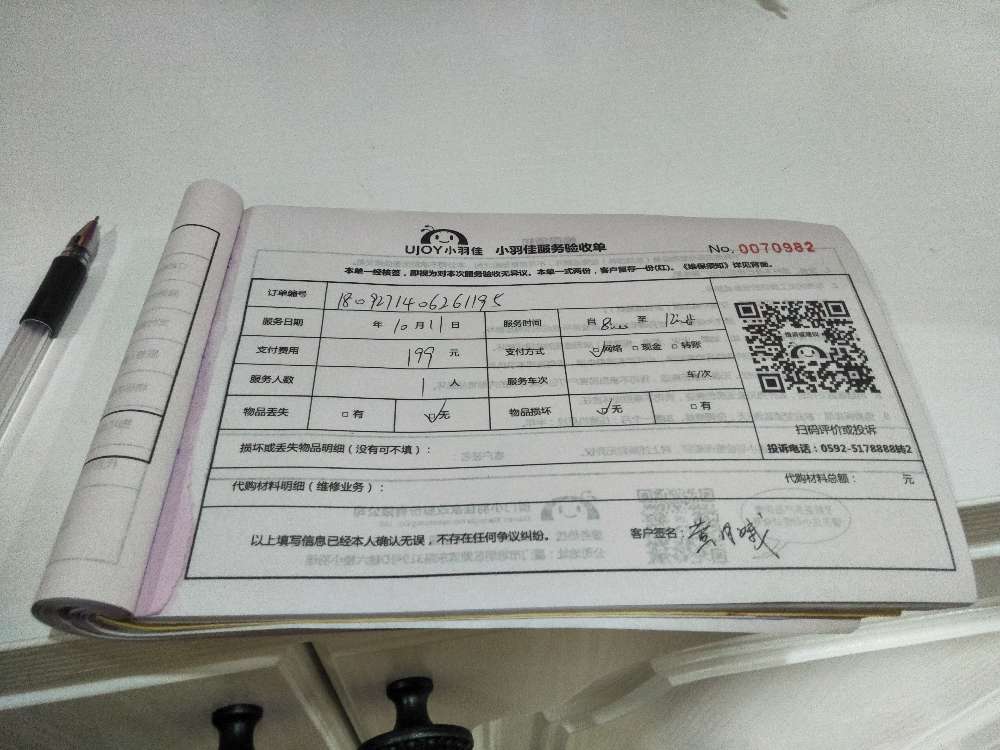 UJOY小羽佳 小羽佳服务验收单 No, 0070982
本单一经核签，即视为对本次服务验收无异议。本单一式两份，客户留存一份(红)。《维保须知》详见背面。
订单编号 1809271406261195
服务日期 年 10 月 11 日 服务时间 自 8 至
支付费用 199 元 支付方式 网络 现金 转账
服务人数 1 人 服务车次 车/次
物品丢失 有 无 物品损坏 无 有
扫码评价或投诉
损坏或丢失物品明细（没有可不填）： 投诉电话：0592-5178888转2
代购材料明细（维修业务）： 代购材料总额： 元
以上填写信息已经本人确认无误，不存在任何争议纠纷。 客户签名：